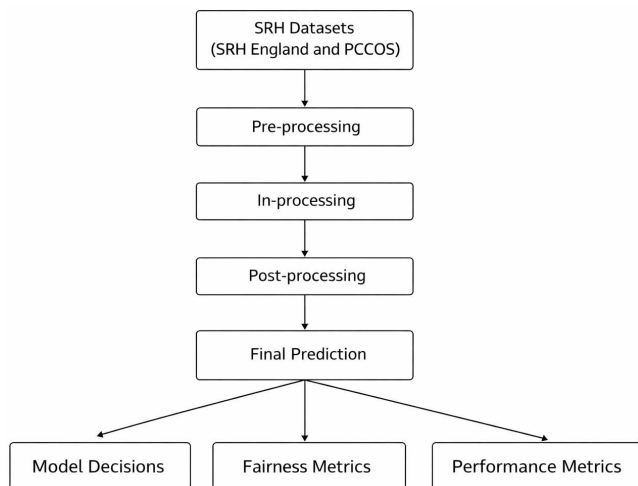 SRH Datasets
(SRH England and PCCOS)
Pre-processing
In-processing
Post-processing
Final Prediction
Model Decisions
Fairness Metrics
Performance Metrics